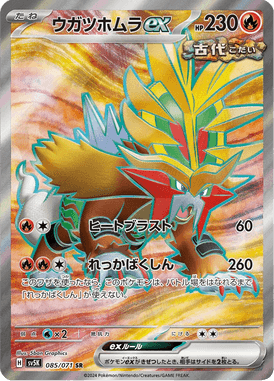 たね ウガツホムラex HP230
古代 こだい
ヒートブラスト 60
れっかばくしん 260
このワザを使ったなら、このポケモンは、バトル場をはなれるまで
「れっかばくしん」が使えない。
弱点 ×2 抵抗力 にげる
exルール
ポケモンexがきぜつしたとき、相手はサイドを2枚とる。
H SV5K 085/071 SR
©2024 Pokémon/Nintendo/Creatures/GAME FREAK.